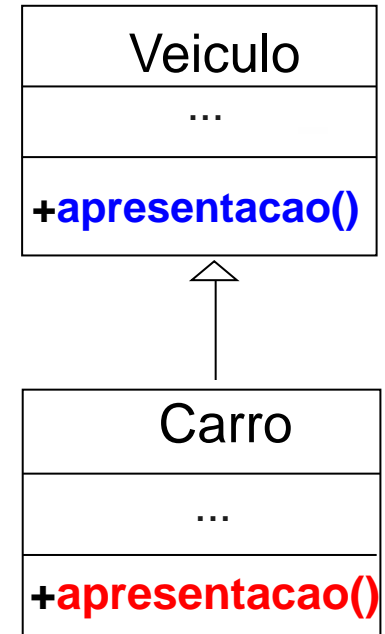 Veiculo
...
+apresentacao()
Carro
...
+apresentacao()